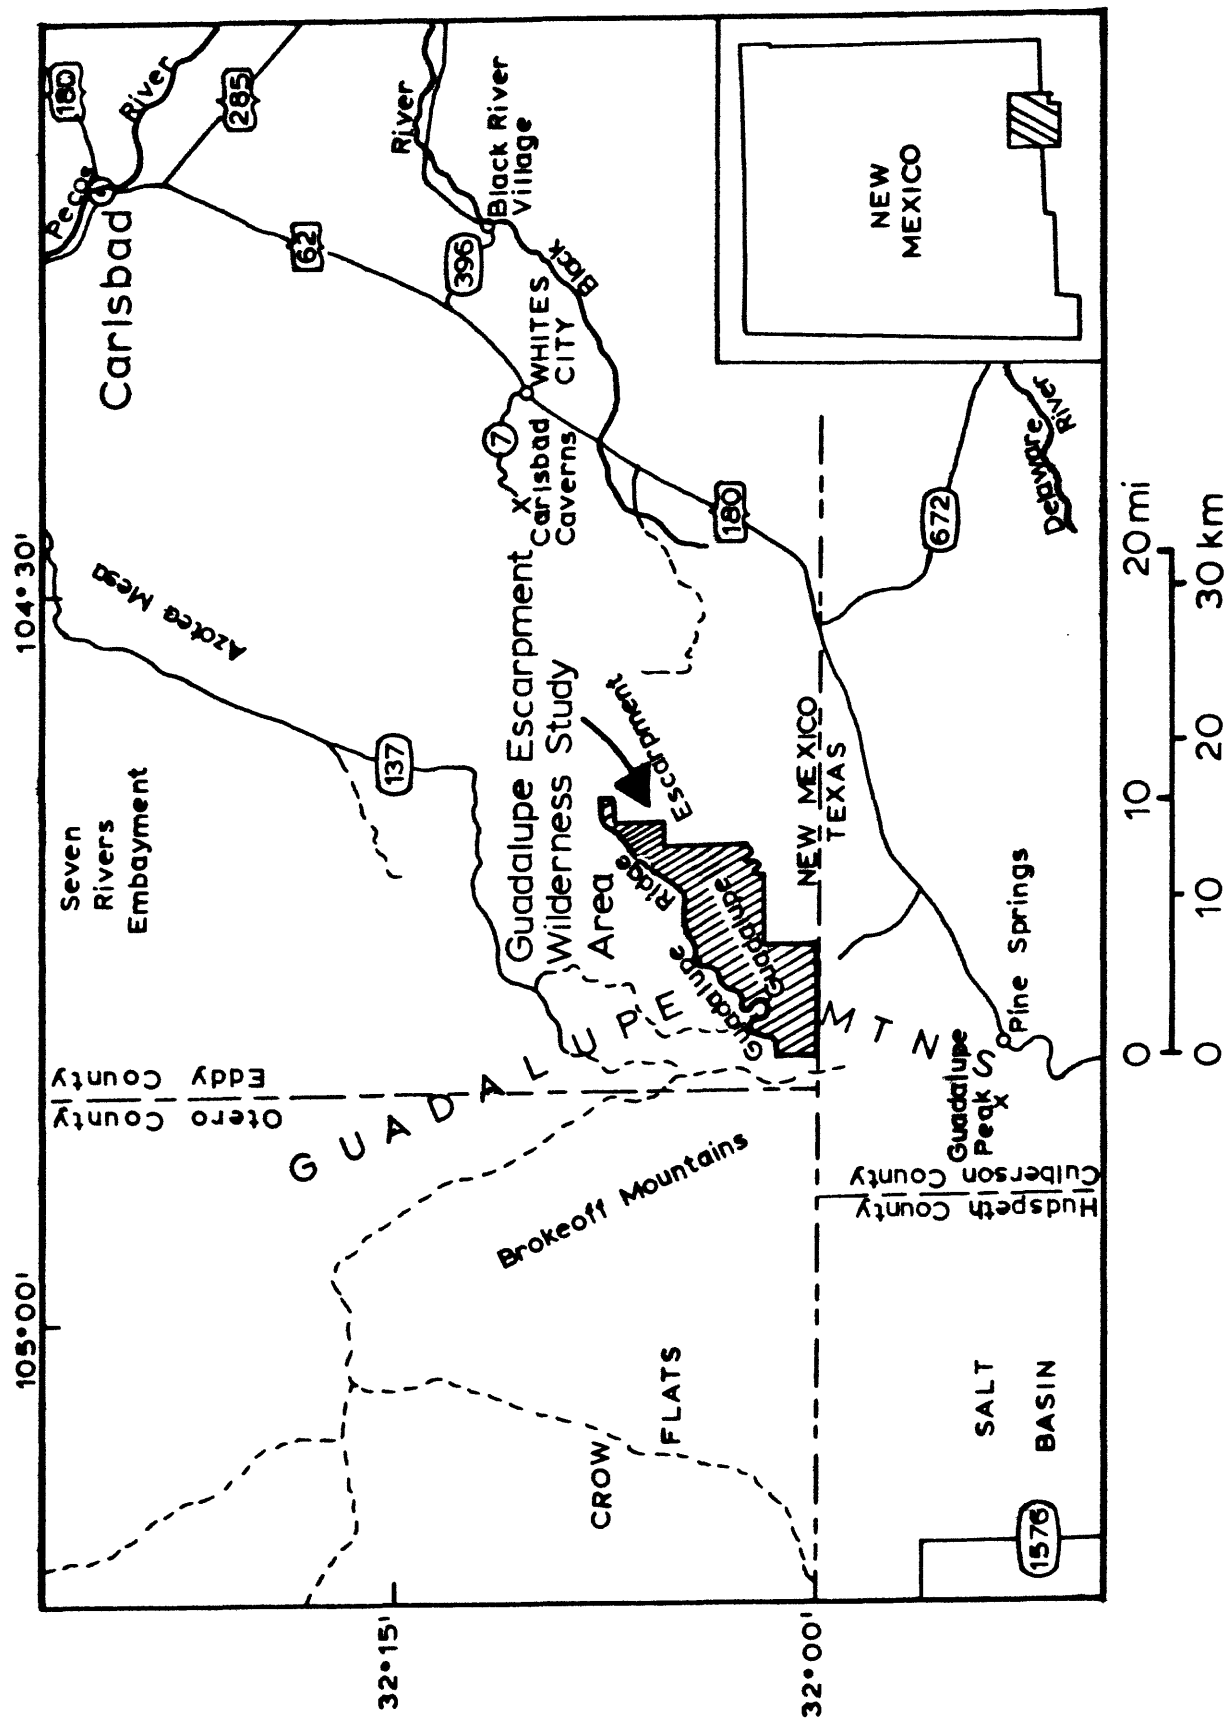 105° 00'
104° 30'
32° 15'
32° 00'
Seven
Rivers
Embayment
Azotea Mesa
Carlsbad
Pecos
River
180
285
62
137
Otero County
Eddy County
GUADALUPE
MTNS
Brokeoff Mountains
CROW
FLATS
Guadalupe Escarpment
Wilderness Study
Area
Guadalupe
Ridge
Guadalupe
Escarpment
7
X
Carlsbad
Caverns
WHITES
CITY
396
River
Black River
Village
Black
180
NEW MEXICO
TEXAS
672
Delaware
River
Hudspeth County
Culberson County
Guadalupe
Peak
X
Pine Springs
SALT
BASIN
1576
NEW
MEXICO
0 10 20 mi
0 10 20 30 km